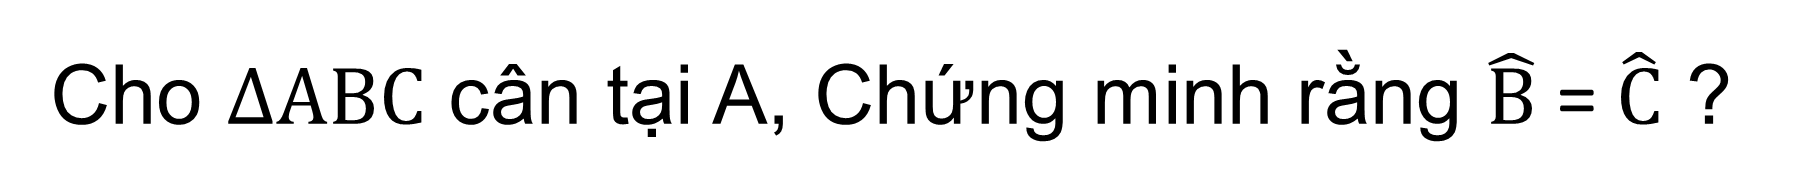 Cho ΔABC cân tại A, Chứng minh rằng B̂ = Ĉ ?